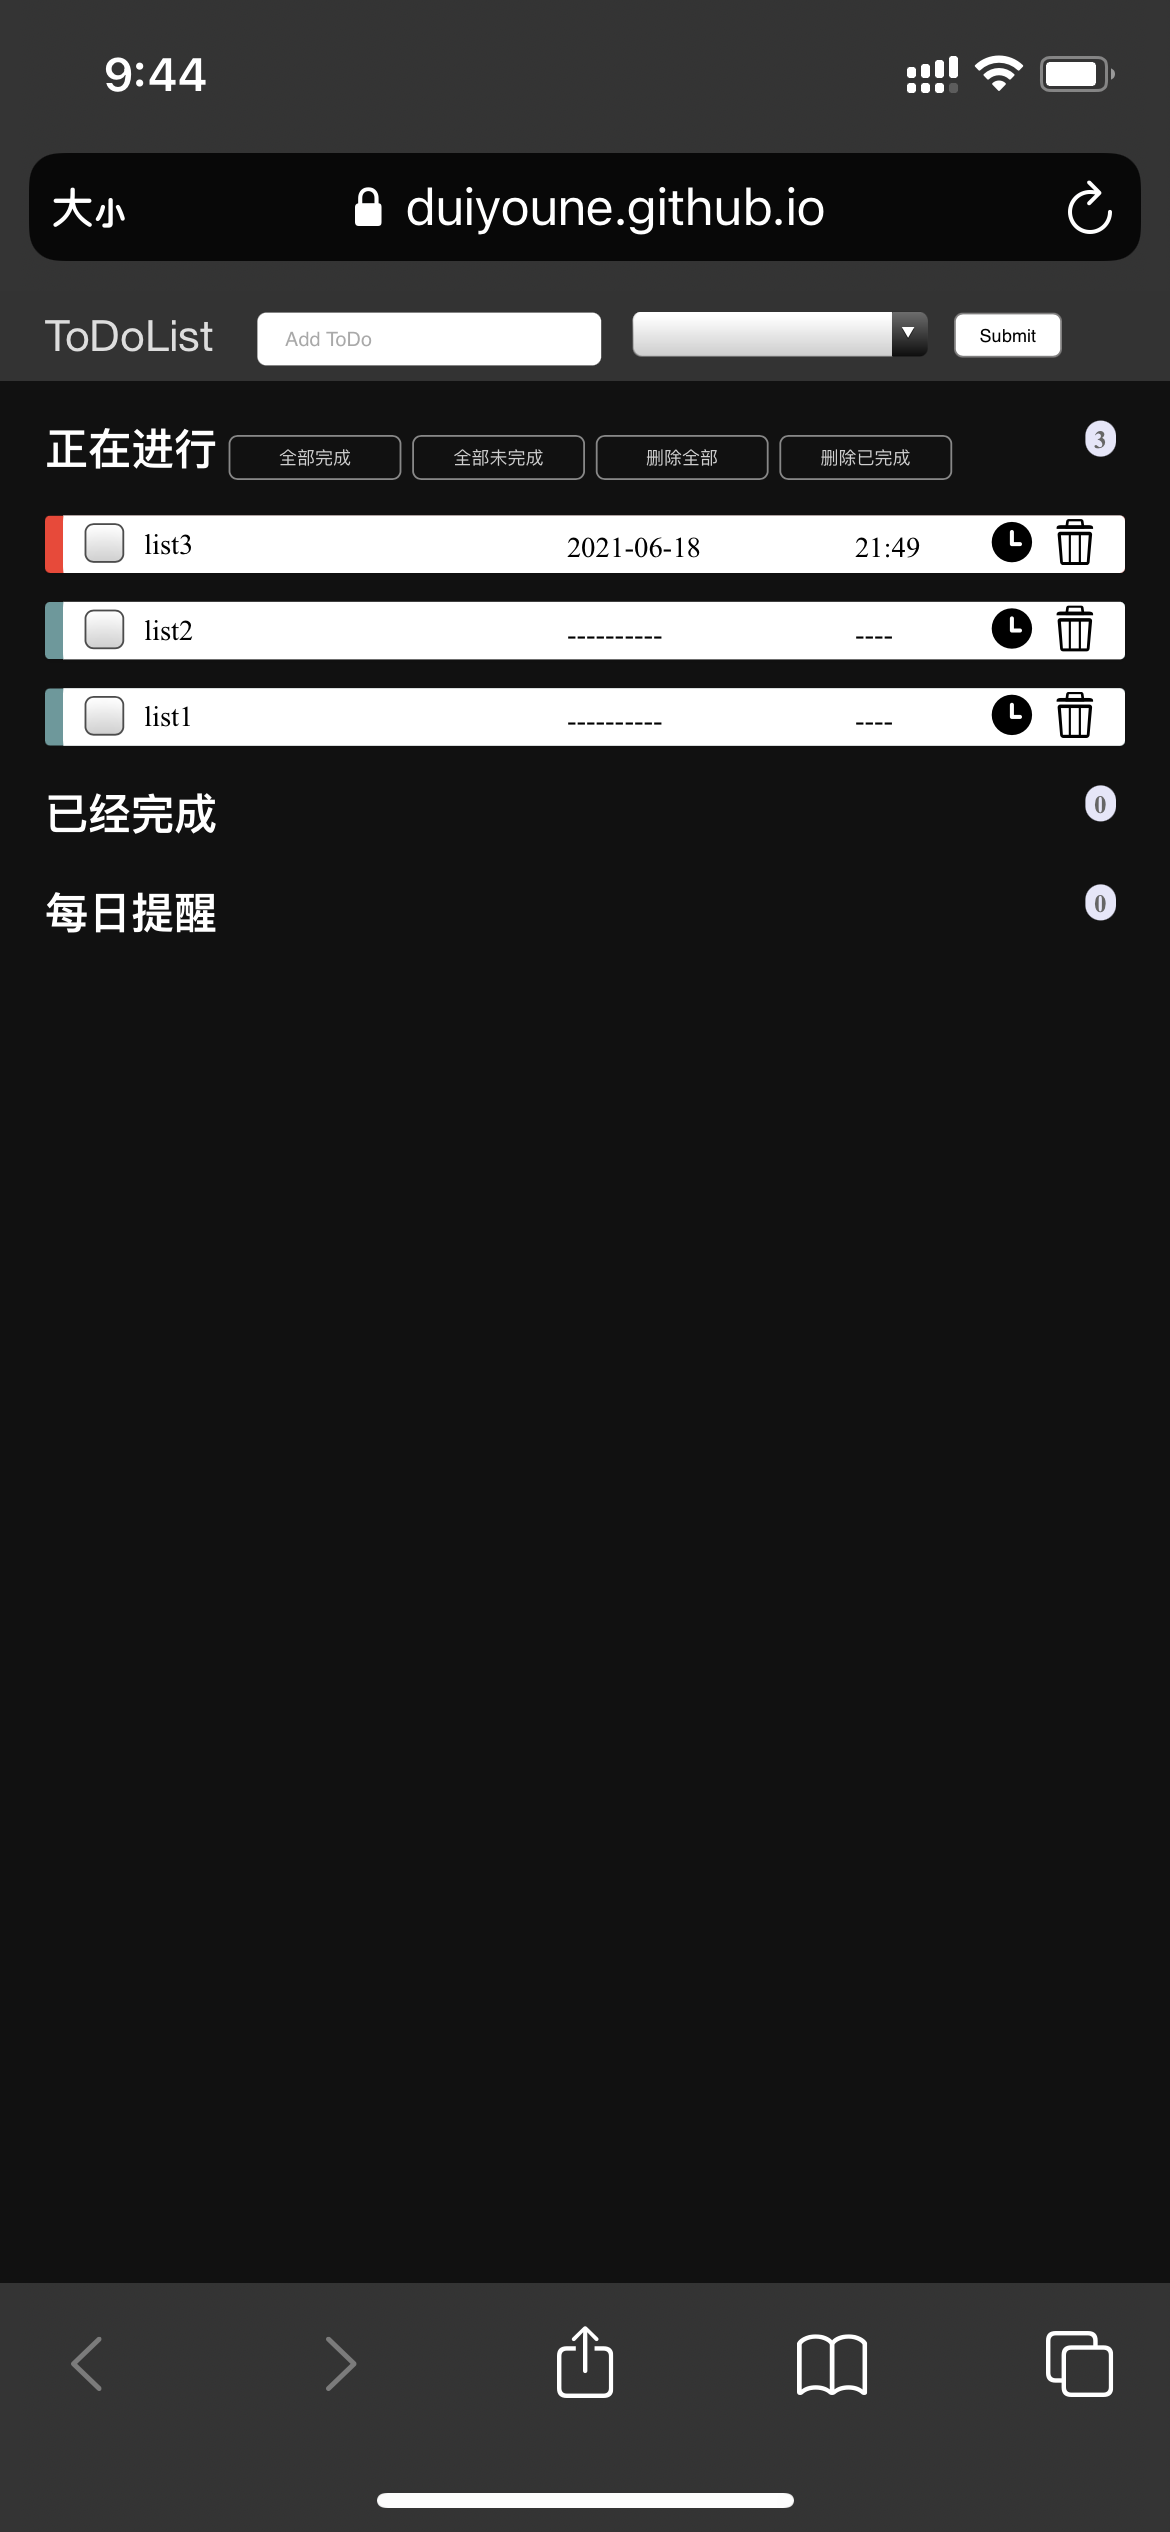 9:44
大小 duiyoune.github.io
ToDoList Add ToDo Submit
正在进行 全部完成 全部未完成 删除全部 删除已完成 3
list3 2021-06-18 21:49
list2 ---------- ----
list1 ---------- ----
已经完成 0
每日提醒 0